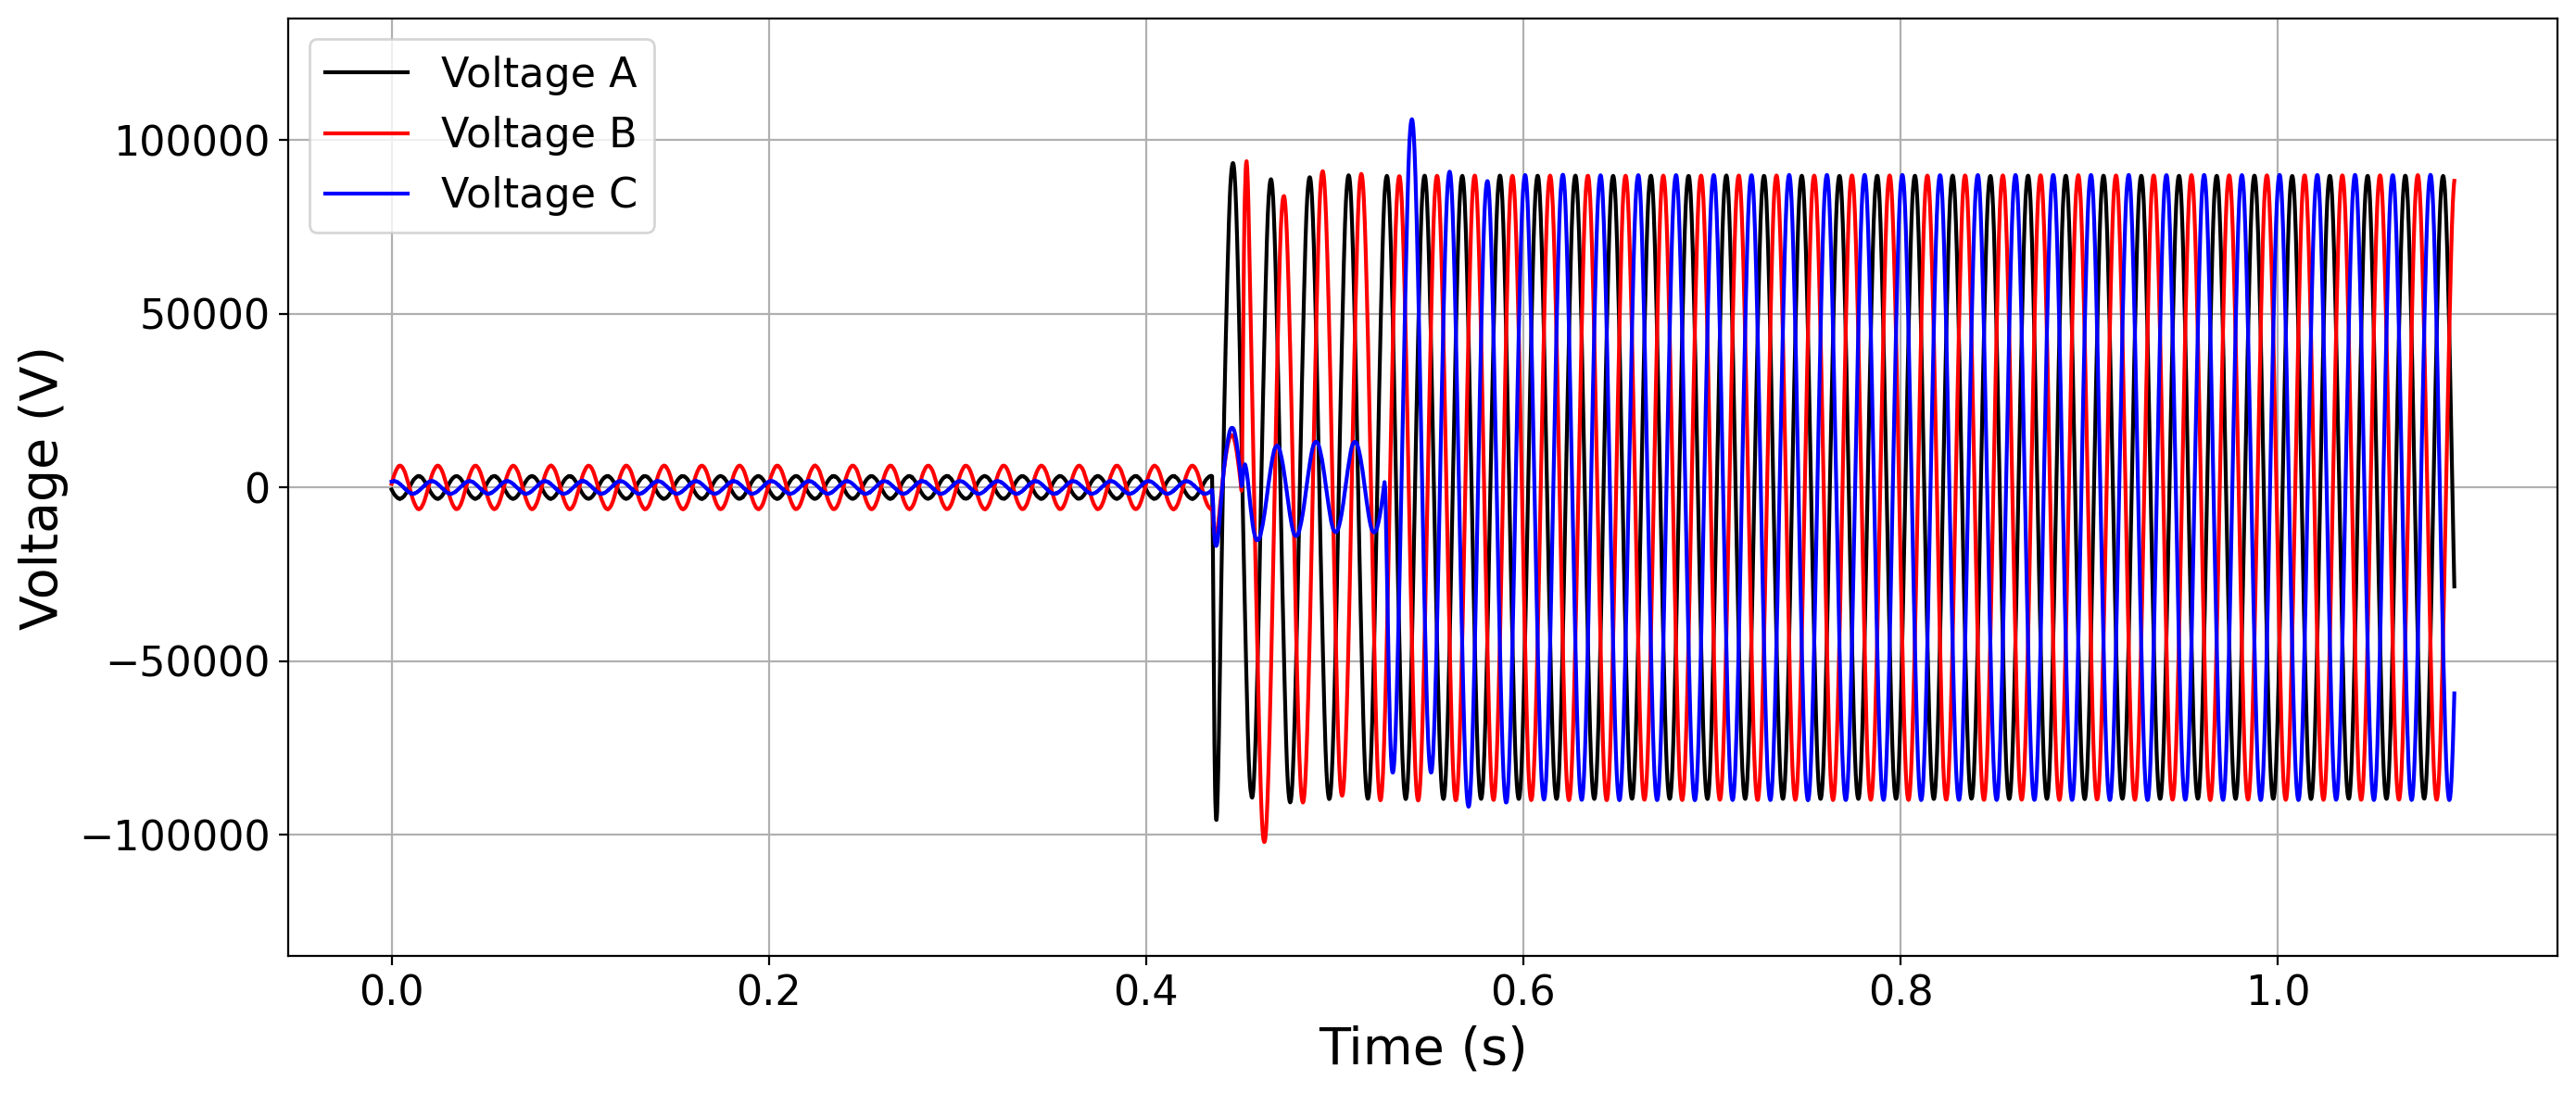 Voltage A
Voltage B
Voltage C
100000
50000
0
−50000
−100000
Voltage (V)
0.0 0.2 0.4 0.6 0.8 1.0
Time (s)